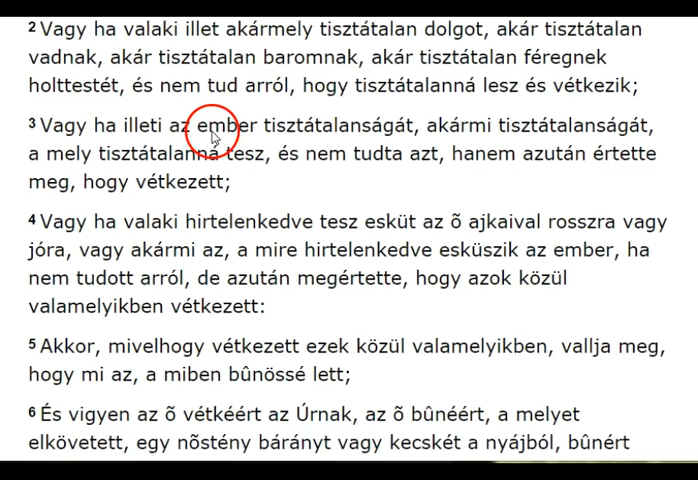 2 Vagy ha valaki illet akármely tisztátalan dolgot, akár tisztátalan
vadnak, akár tisztátalan baromnak, akár tisztátalan féregnek
holttestét, és nem tud arról, hogy tisztátalanná lesz és vétkezik;
3 Vagy ha illeti az ember tisztátalanságát, akármi tisztátalanságát,
a mely tisztátalanná tesz, és nem tudta azt, hanem azután értette
meg, hogy vétkezett;
4 Vagy ha valaki hirtelenkedve tesz esküt az õ ajkaival rosszra vagy
jóra, vagy akármi az, a mire hirtelenkedve esküszik az ember, ha
nem tudott arról, de azután megértette, hogy azok közül
valamelyikben vétkezett:
5 Akkor, mivelhogy vétkezett ezek közül valamelyikben, vallja meg,
hogy mi az, a miben bûnössé lett;
6 És vigyen az õ vétkéért az Úrnak, az õ bûnéért, a melyet
elkövetett, egy nõstény bárányt vagy kecskét a nyájból, bûnért